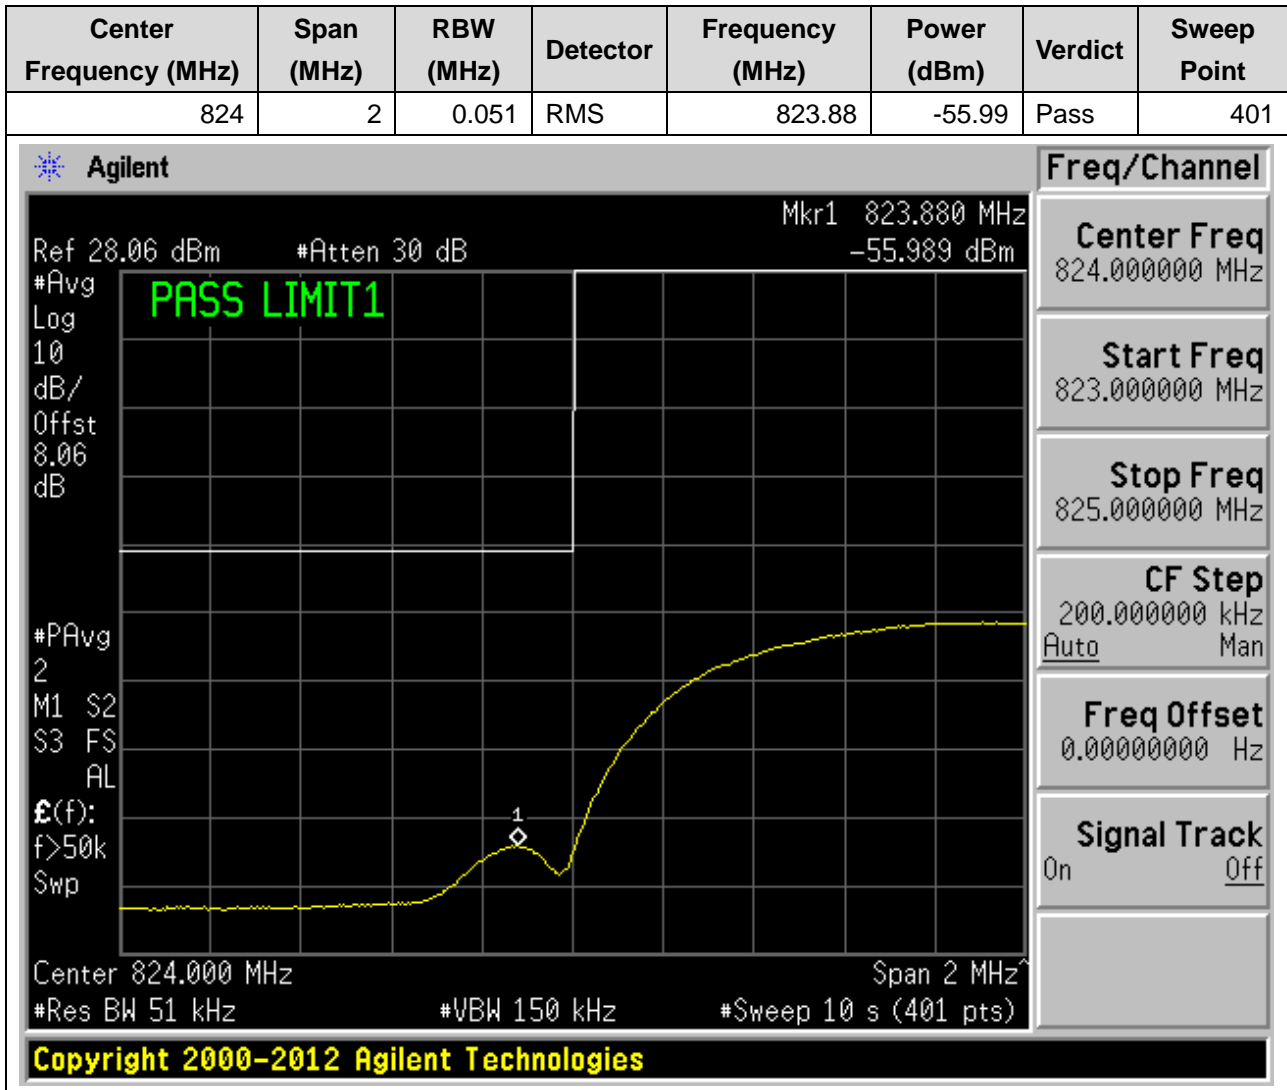 Center Frequency (MHz) Span (MHz) RBW (MHz) Detector Frequency (MHz) Power (dBm) Verdict Sweep Point
824 2 0.051 RMS 823.88 -55.99 Pass 401
Agilent
Freq/Channel
Mkr1 823.880 MHz
Ref 28.06 dBm #Atten 30 dB -55.989 dBm
#Avg
Log
10
dB/
Offst
8.06
dB
PASS LIMIT1
#PAvg
2
M1 S2
S3 FS
AL
£(f):
f>50k
Swp
1
Center 824.000 MHz Span 2 MHz^
#Res BW 51 kHz #VBW 150 kHz #Sweep 10 s (401 pts)
Center Freq
824.000000 MHz
Start Freq
823.000000 MHz
Stop Freq
825.000000 MHz
CF Step
200.000000 kHz
Auto Man
Freq Offset
0.00000000 Hz
Signal Track
On Off
Copyright 2000-2012 Agilent Technologies